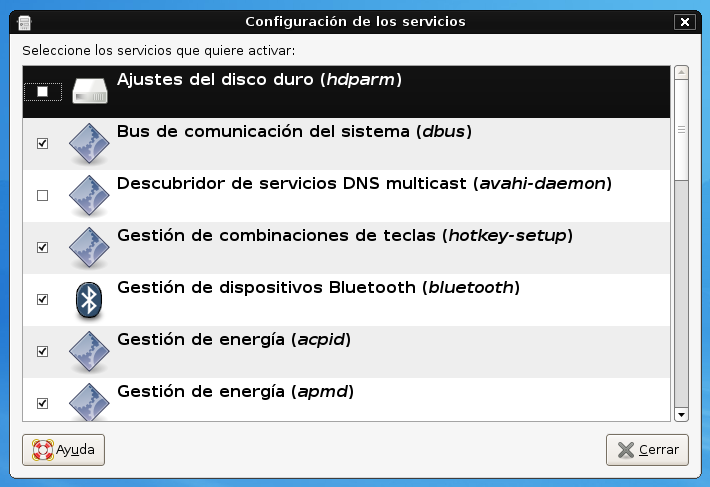 Configuración de los servicios
Seleccione los servicios que quiere activar:
Ajustes del disco duro (hdparm)
Bus de comunicación del sistema (dbus)
Descubridor de servicios DNS multicast (avahi-daemon)
Gestión de combinaciones de teclas (hotkey-setup)
Gestión de dispositivos Bluetooth (bluetooth)
Gestión de energía (acpid)
Gestión de energía (apmd)
Ayuda
Cerrar